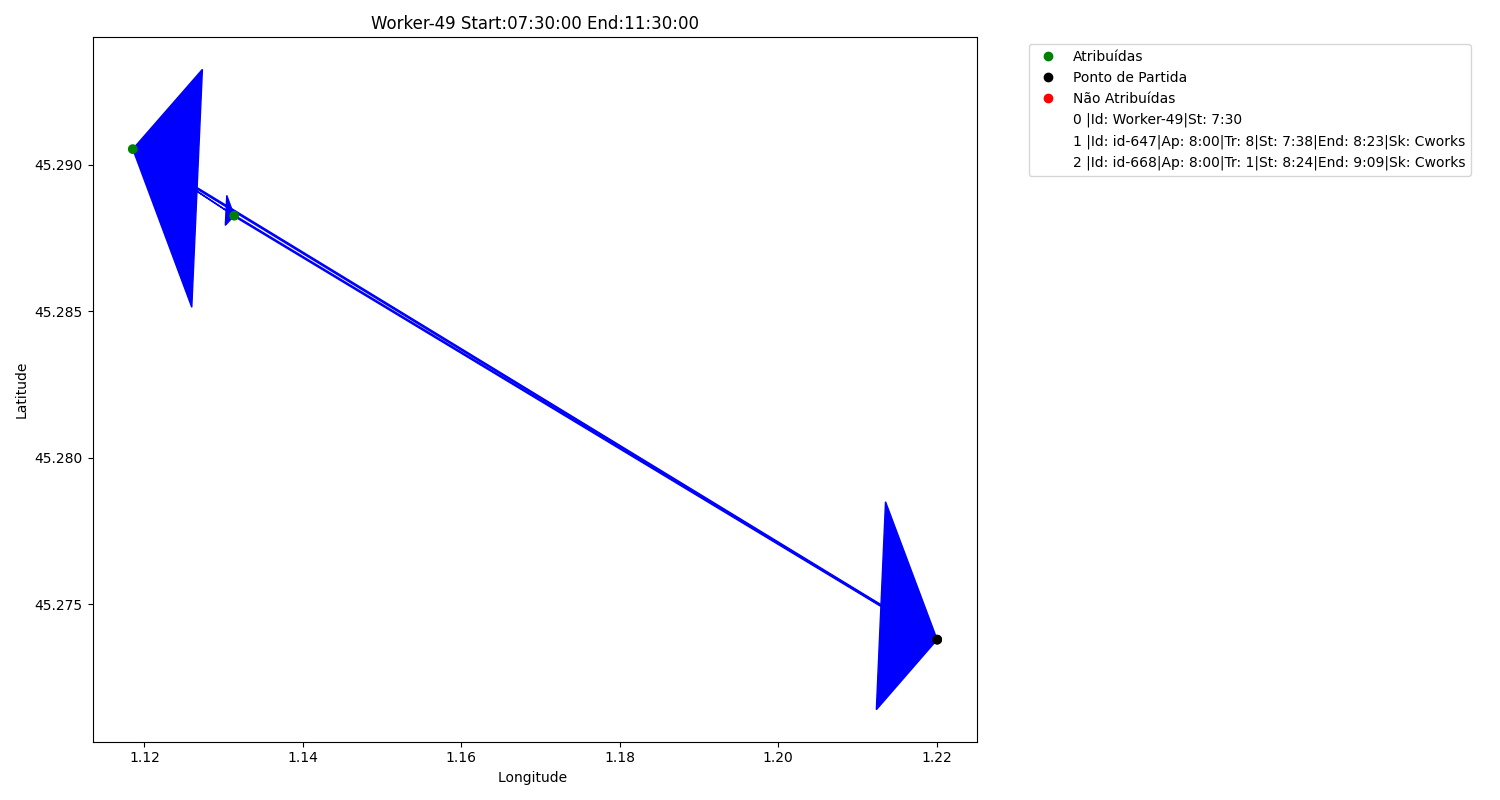 Worker-49 Start:07:30:00 End:11:30:00
Atribuídas
Ponto de Partida
Não Atribuídas
0 |Id: Worker-49|St: 7:30
1 |Id: id-647|Ap: 8:00|Tr: 8|St: 7:38|End: 8:23|Sk: Cworks
2 |Id: id-668|Ap: 8:00|Tr: 1|St: 8:24|End: 9:09|Sk: Cworks
45.290
45.285
45.280
45.275
Latitude
1.12 1.14 1.16 1.18 1.20 1.22
Longitude